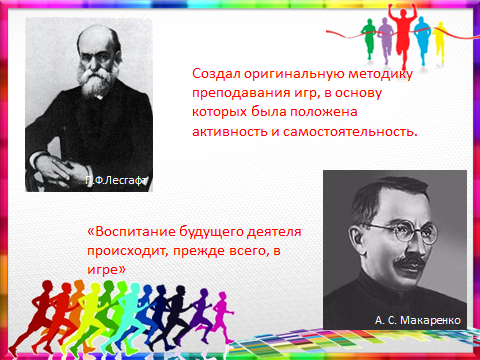 Создал оригинальную методику
преподавания игр, в основу
которых была положена
активность и самостоятельность.
П.Ф.Лесгафт
«Воспитание будущего деятеля
происходит, прежде всего, в
игре»
А. С. Макаренко